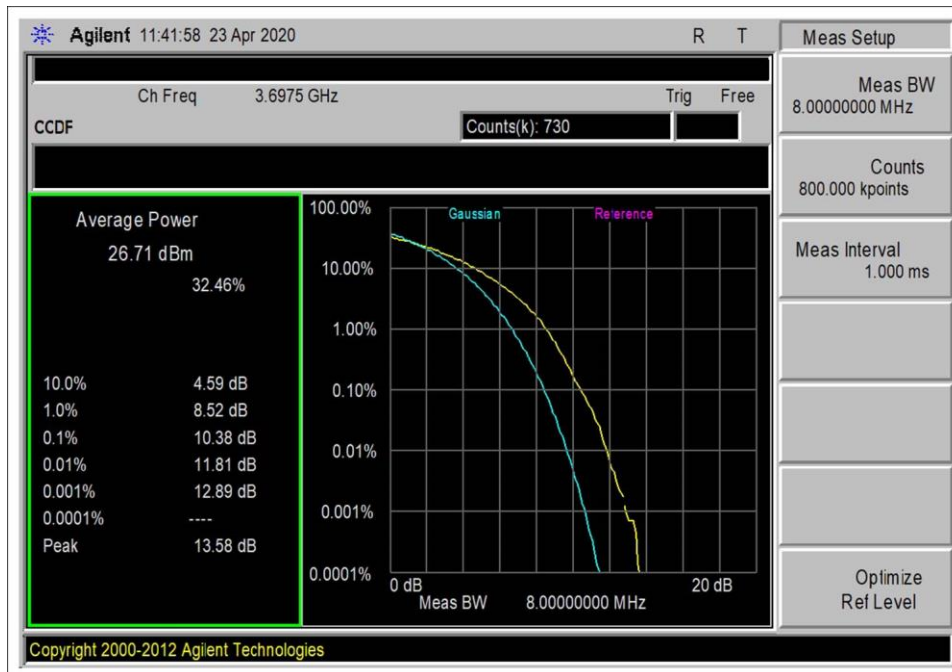 Agilent 11:41:58 23 Apr 2020 R T
Meas Setup
Ch Freq 3.6975 GHz Trig Free
CCDF Counts(k): 730
Meas BW
8.00000000 MHz
Counts
800.000 kpoints
Meas Interval
1.000 ms
Optimize
Ref Level
Average Power
26.71 dBm
32.46%
10.0% 4.59 dB
1.0% 8.52 dB
0.1% 10.38 dB
0.01% 11.81 dB
0.001% 12.89 dB
0.0001% ----
Peak 13.58 dB
Gaussian Reference
100.00%
10.00%
1.00%
0.10%
0.01%
0.001%
0.0001%
0 dB 20 dB
Meas BW 8.00000000 MHz
Copyright 2000-2012 Agilent Technologies